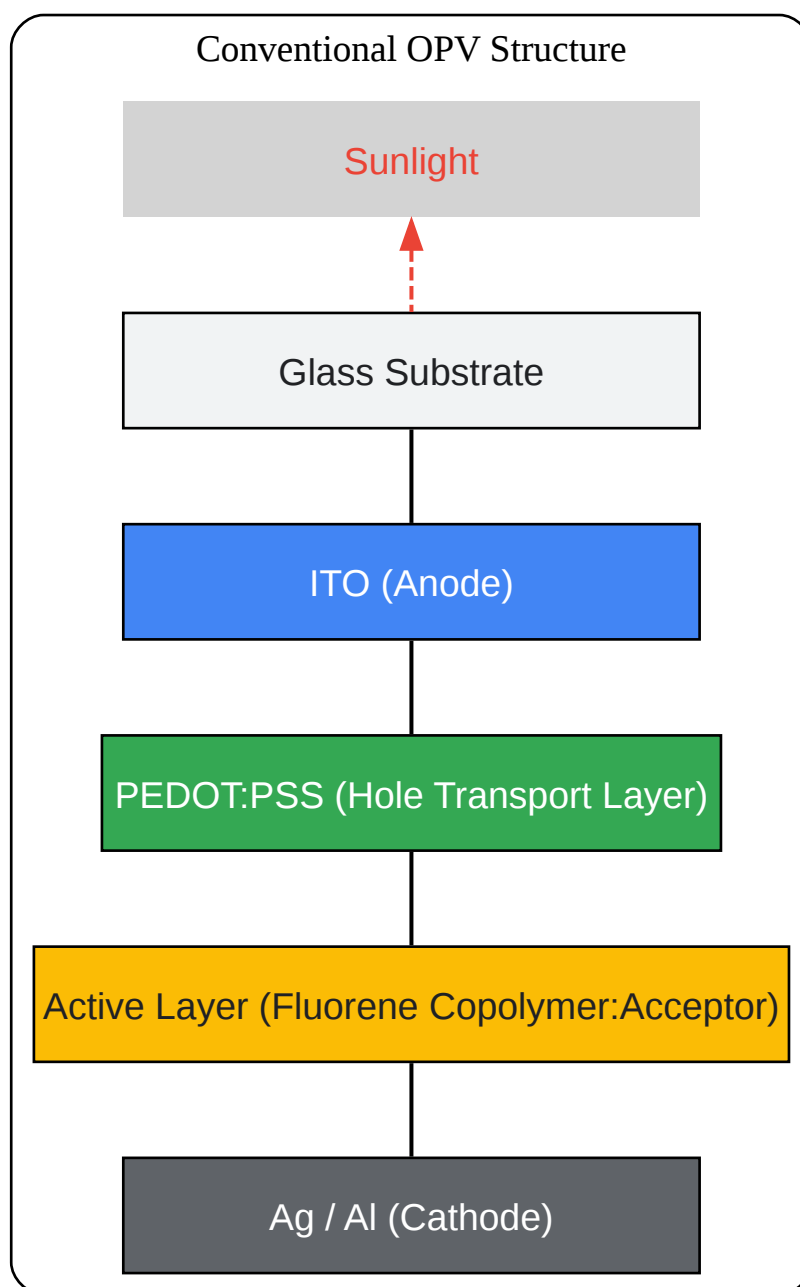 Conventional OPV Structure
Sunlight
Glass Substrate
ITO (Anode)
PEDOT:PSS (Hole Transport Layer)
Active Layer (Fluorene Copolymer:Acceptor)
Ag / Al (Cathode)